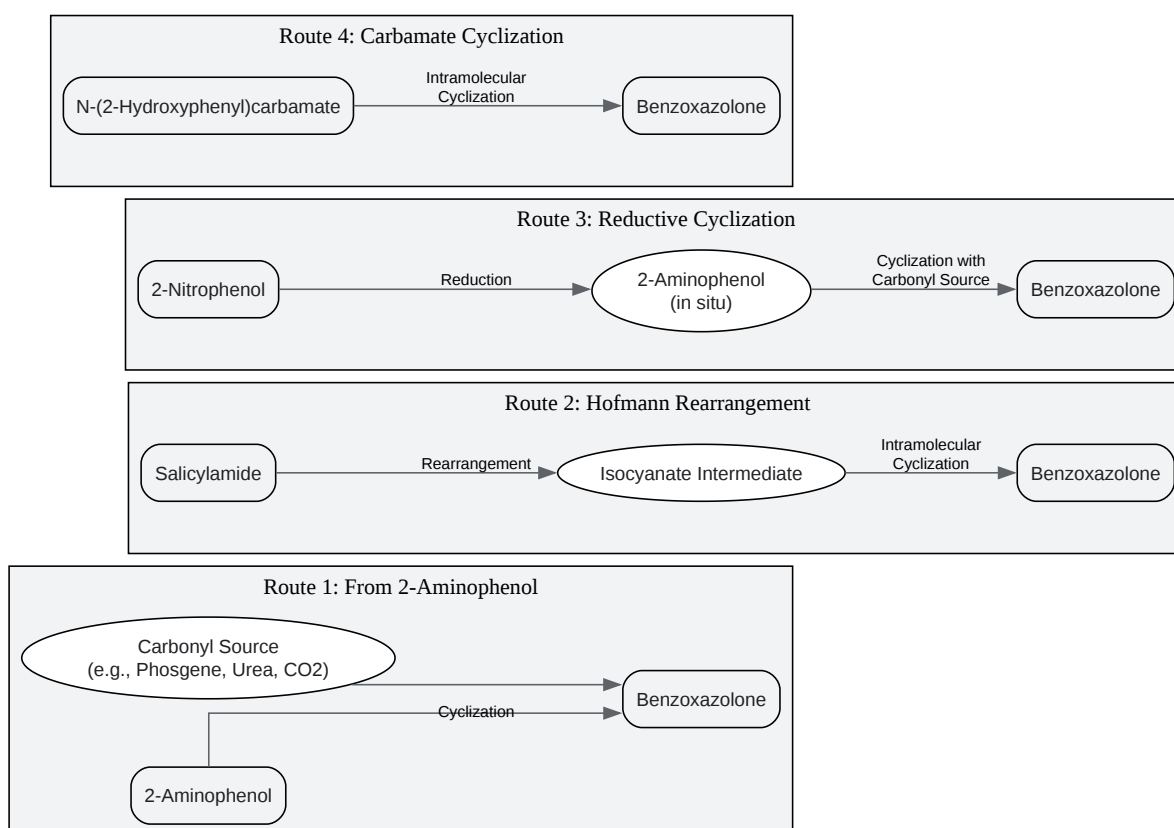 Route 4: Carbamate Cyclization
N-(2-Hydroxyphenyl)carbamate
Intramolecular
Cyclization
Benzoxazolone
Route 3: Reductive Cyclization
2-Nitrophenol
Reduction
2-Aminophenol
(in situ)
Cyclization with
Carbonyl Source
Benzoxazolone
Route 2: Hofmann Rearrangement
Salicylamide
Rearrangement
Isocyanate Intermediate
Intramolecular
Cyclization
Benzoxazolone
Route 1: From 2-Aminophenol
Carbonyl Source
(e.g., Phosgene, Urea, CO2)
Cyclization
Benzoxazolone
2-Aminophenol